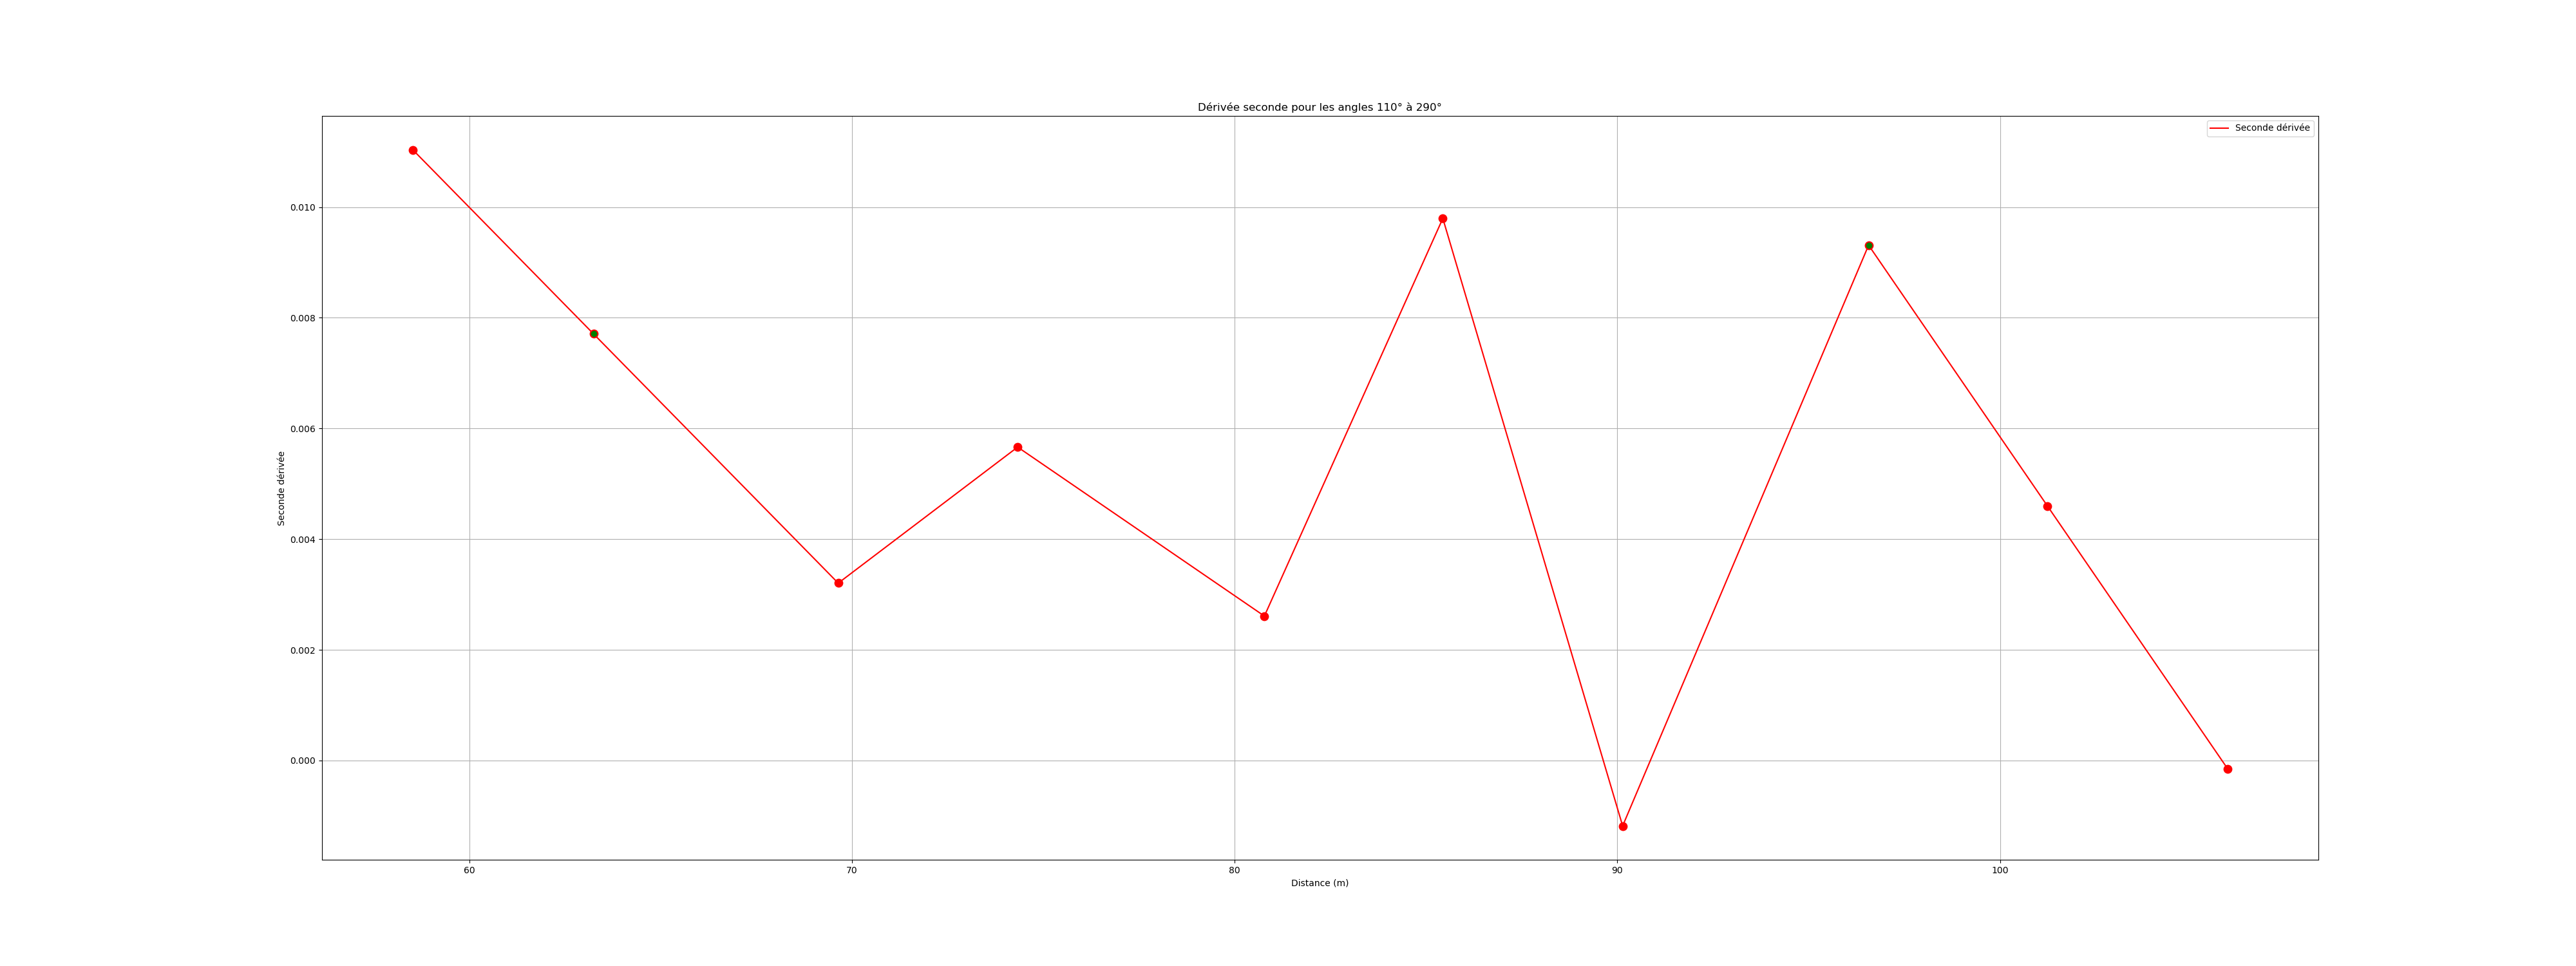 Dérivée seconde pour les angles 110° à 290°
Seconde dérivée
0.010
0.008
0.006
0.004
0.002
0.000
Seconde dérivée
60
70
80
90
100
Distance (m)